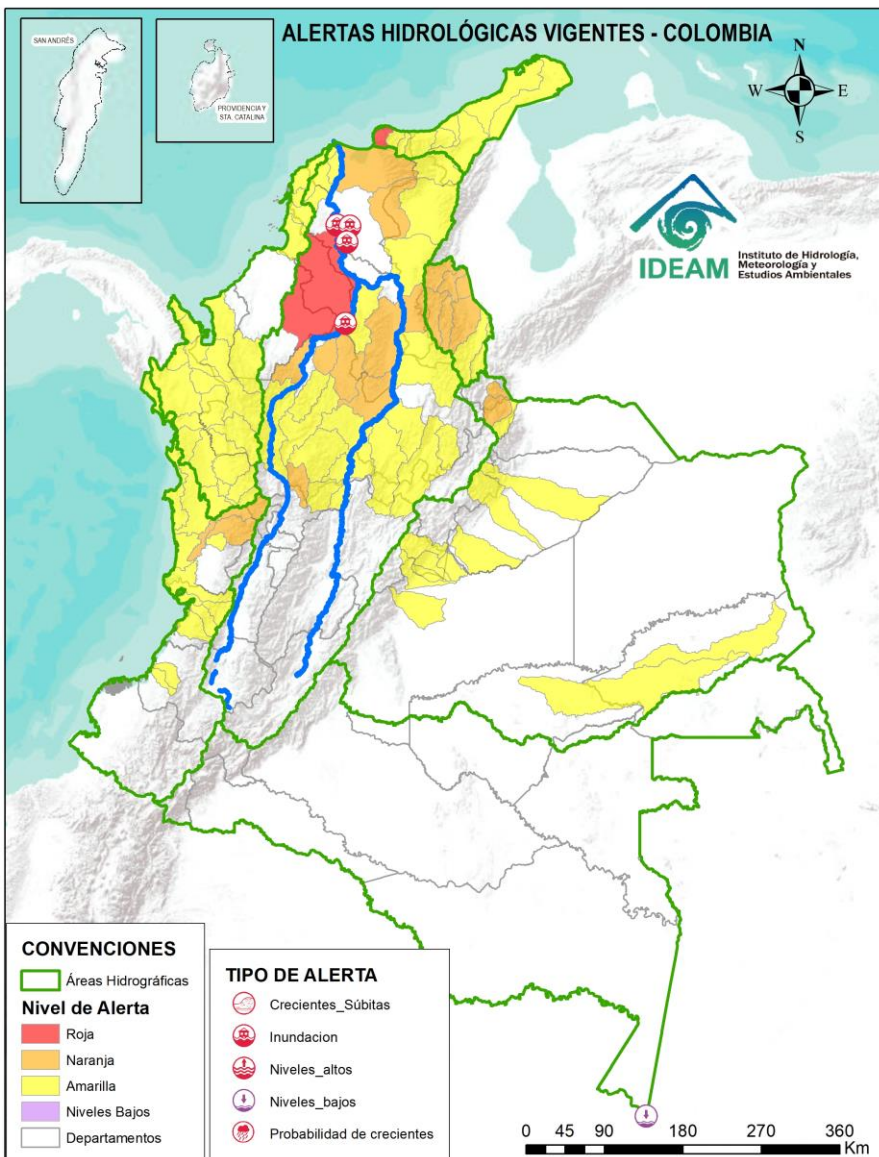 ALERTAS HIDROLÓGICAS VIGENTES - COLOMBIA
SAN ANDRÉS
PROVIDENCIA Y
STA. CATALINA
N
W
E
S
IDEAM
Instituto de Hidrología,
Meteorología y
Estudios Ambientales
CONVENCIONES
Áreas Hidrográficas
Nivel de Alerta
Roja
Naranja
Amarilla
Niveles Bajos
Departamentos
TIPO DE ALERTA
Crecientes_Súbitas
Inundacion
Niveles_altos
Niveles_bajos
Probabilidad de crecientes
0 45 90 180 270 360
Km